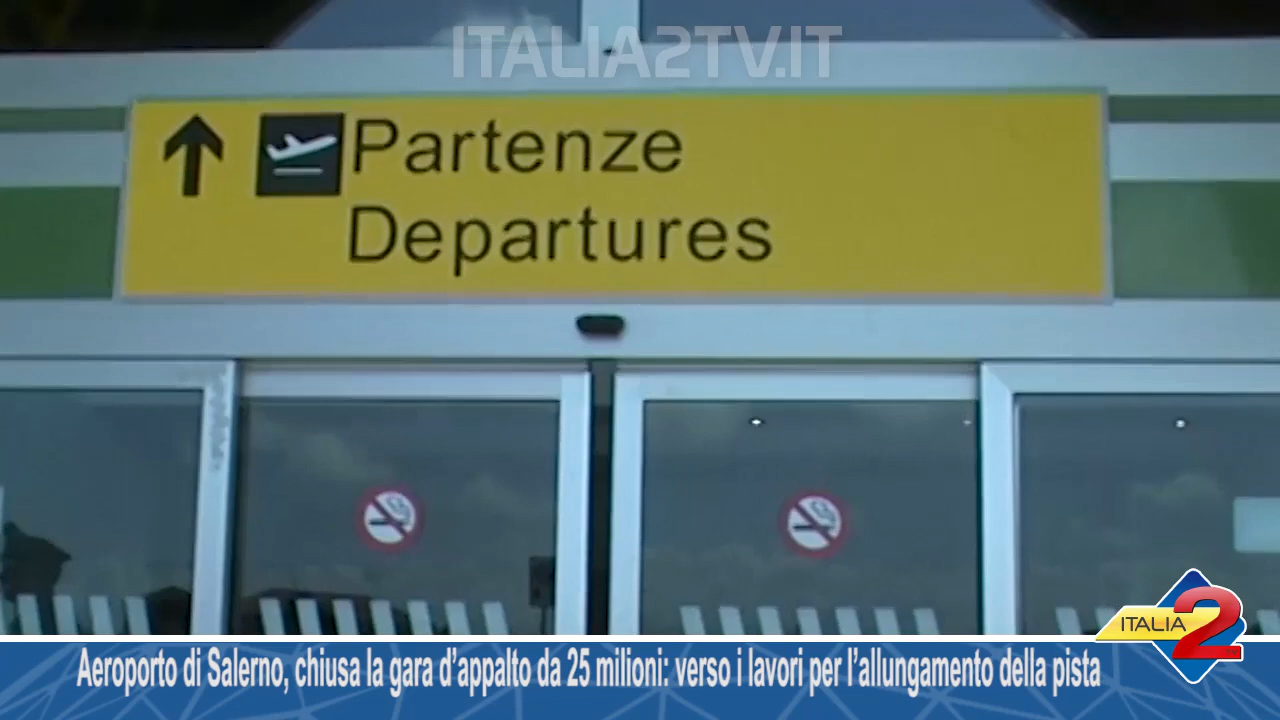 ITALIA2TV.IT
Partenze
Departures
ITALIA 2
Aeroporto di Salerno, chiusa la gara d'appalto da 25 milioni: verso i lavori per l'allungamento della pista